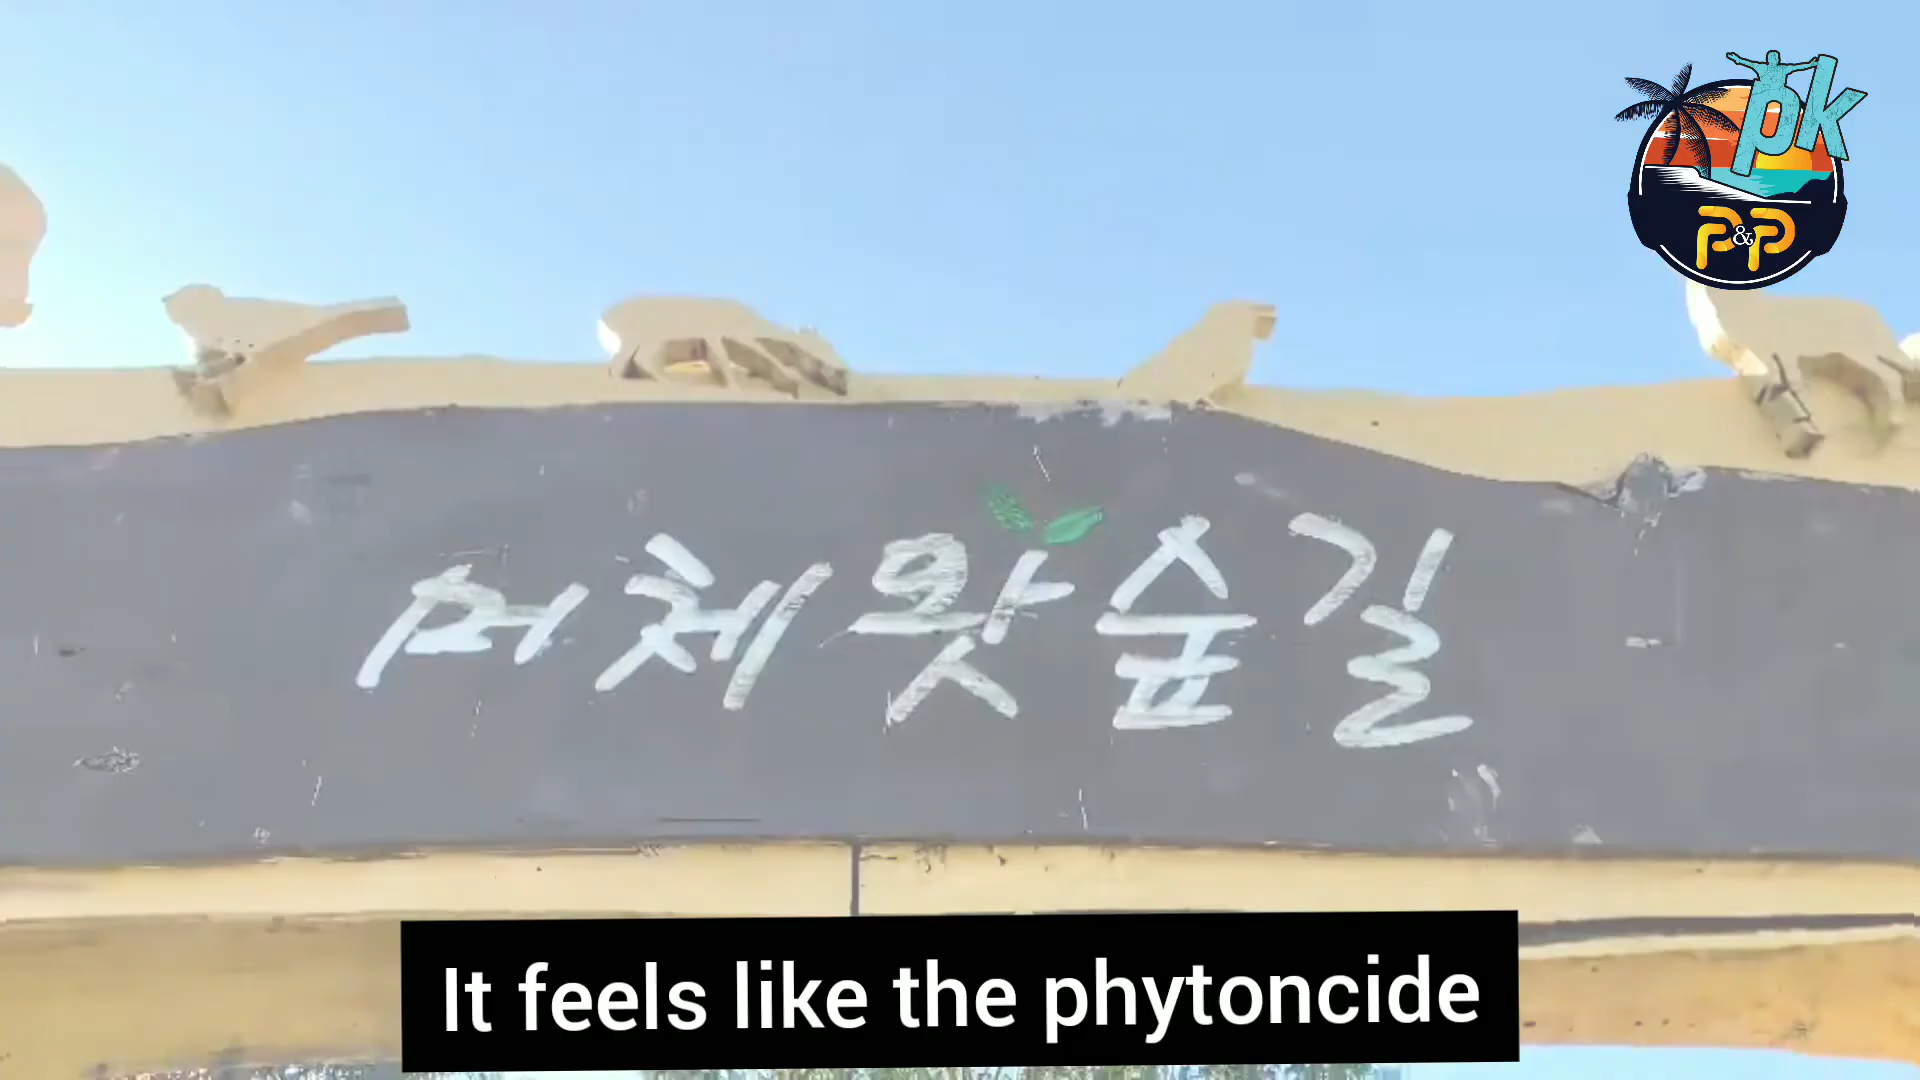 pk
P&P
머체왓숲길
It feels like the phytoncide